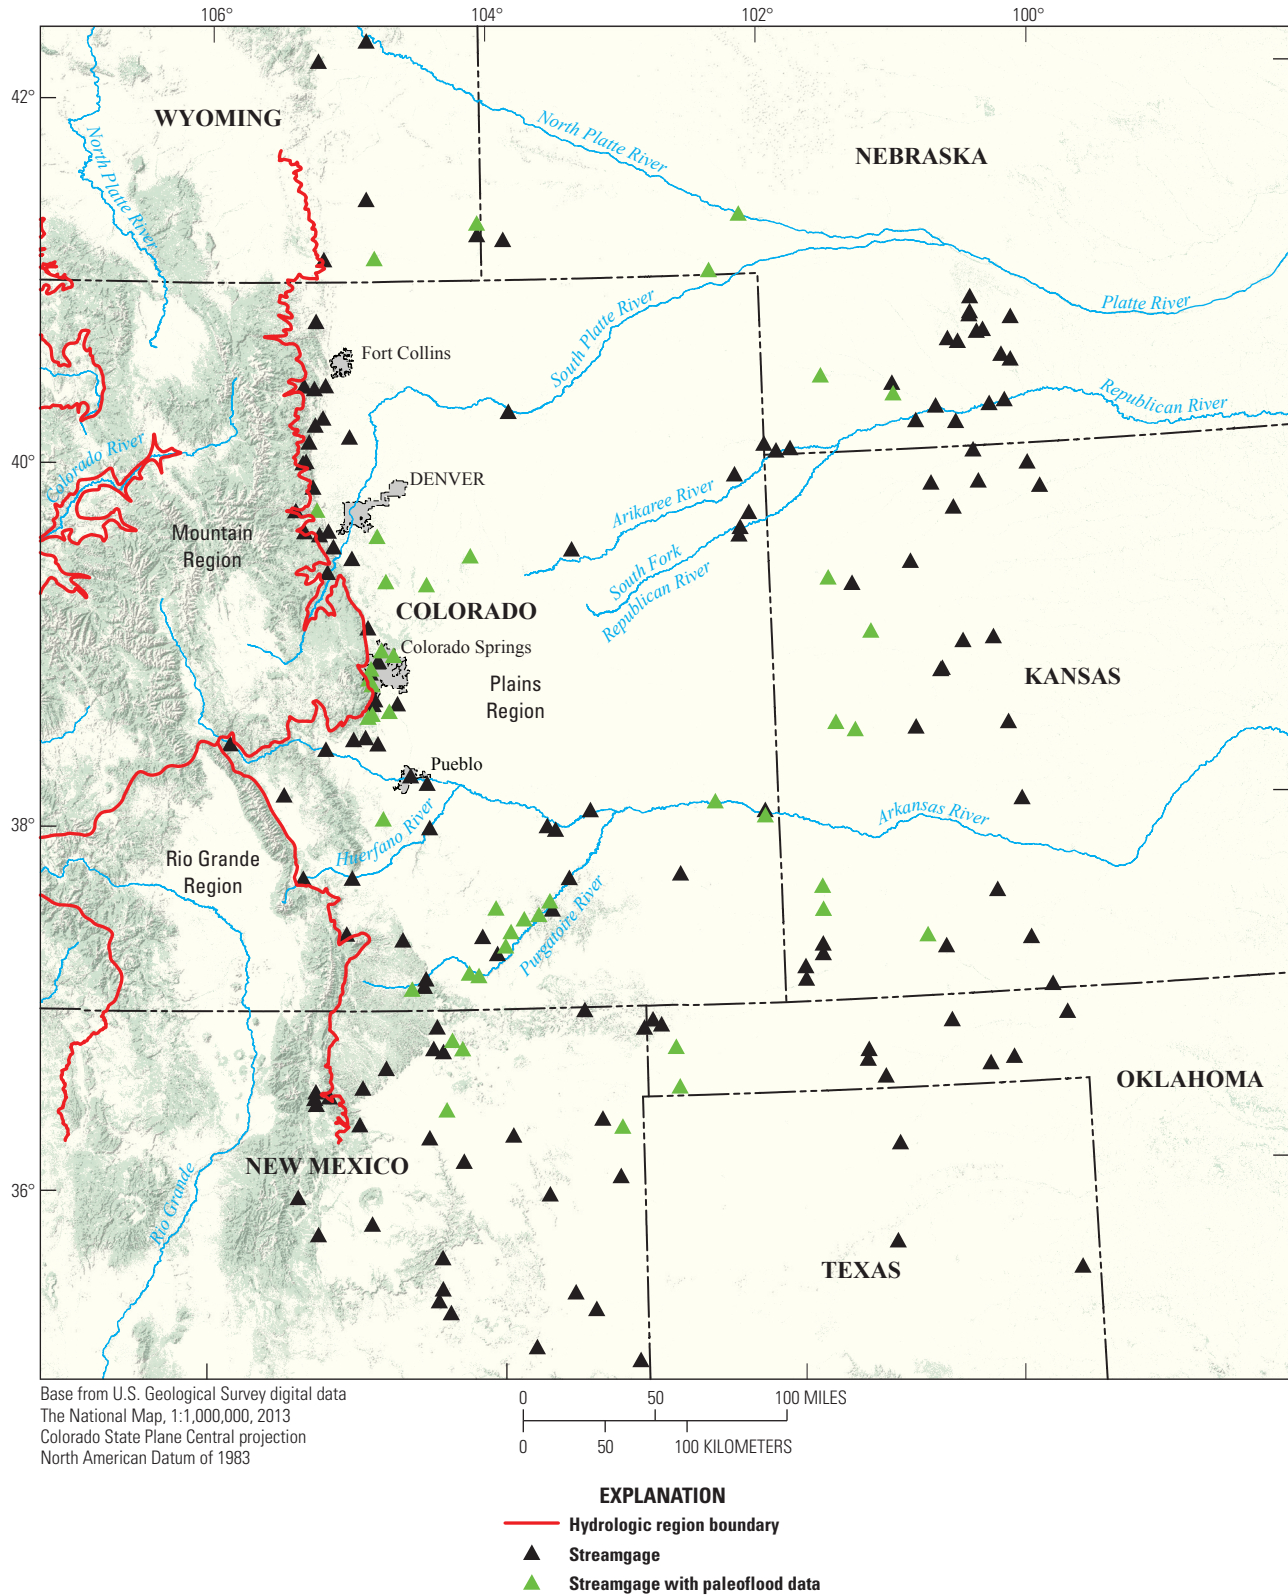 106°
104°
102°
100°
42°
40°
38°
36°
WYOMING
NEBRASKA
North Platte River
North Platte River
Platte River
South Platte River
Fort Collins
Republican River
Colorado River
DENVER
Arikaree River
Mountain
Region
South Fork
Republican River
COLORADO
Colorado Springs
Plains
Region
KANSAS
Pueblo
Arkansas River
Huerfano River
Rio Grande
Region
Purgatoire River
OKLAHOMA
NEW MEXICO
Rio Grande
TEXAS
Base from U.S. Geological Survey digital data
The National Map, 1:1,000,000, 2013
Colorado State Plane Central projection
North American Datum of 1983
0 50 100 MILES
0 50 100 KILOMETERS
EXPLANATION
Hydrologic region boundary
Streamgage
Streamgage with paleoflood data